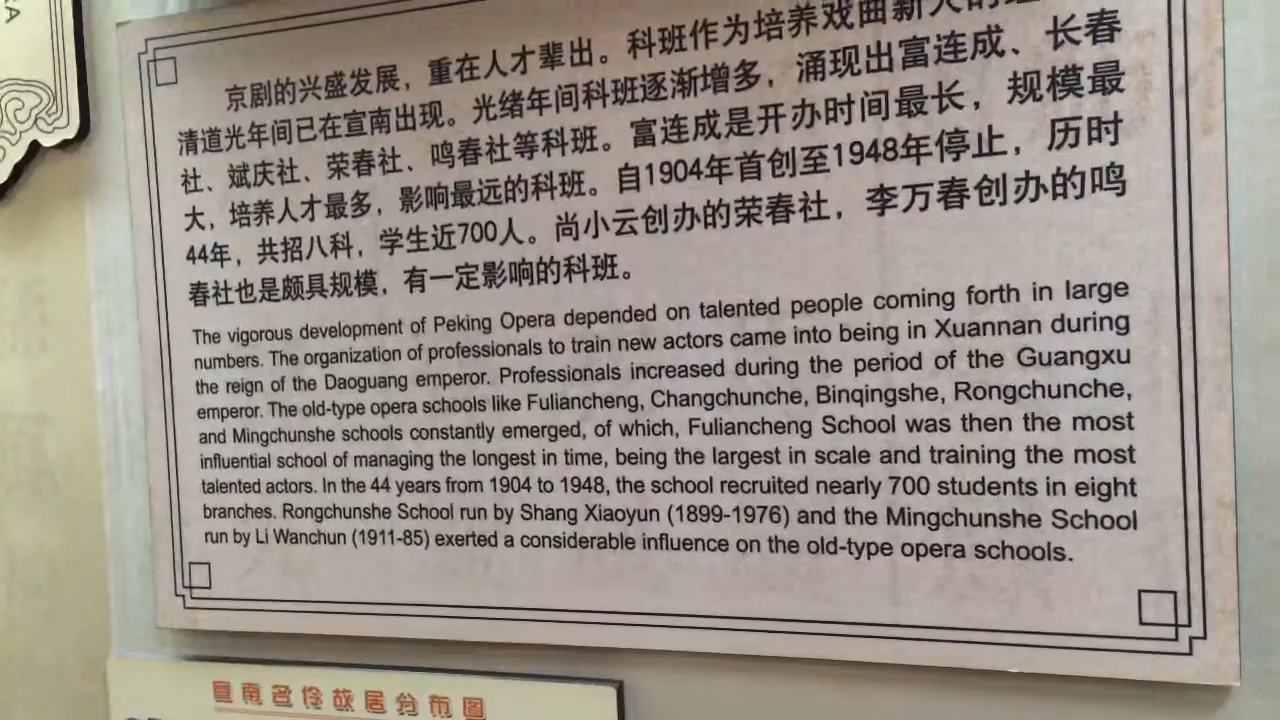 京剧的兴盛发展，重在人才辈出。科班作为培养戏曲新人的
清道光年间已在宣南出现。光绪年间科班逐渐增多，涌现出富连成、长春
社、斌庆社、荣春社、鸣春社等科班。富连成是开办时间最长，规模最
大，培养人才最多，影响最远的科班。自1904年首创至1948年停止，历时
44年，共招八科，学生近700人。尚小云创办的荣春社，李万春创办的鸣
春社也是颇具规模，有一定影响的科班。
The vigorous development of Peking Opera depended on talented people coming forth in large
numbers. The organization of professionals to train new actors came into being in Xuannan during
the reign of the Daoguang emperor. Professionals increased during the period of the Guangxu
emperor. The old-type opera schools like Fuliancheng, Changchunche, Binqingshe, Rongchunche,
and Mingchunshe schools constantly emerged, of which, Fuliancheng School was then the most
influential school of managing the longest in time, being the largest in scale and training the most
talented actors. In the 44 years from 1904 to 1948, the school recruited nearly 700 students in eight
branches. Rongchunshe School run by Shang Xiaoyun (1899-1976) and the Mingchunshe School
run by Li Wanchun (1911-85) exerted a considerable influence on the old-type opera schools.
宣南名伶故居分布图